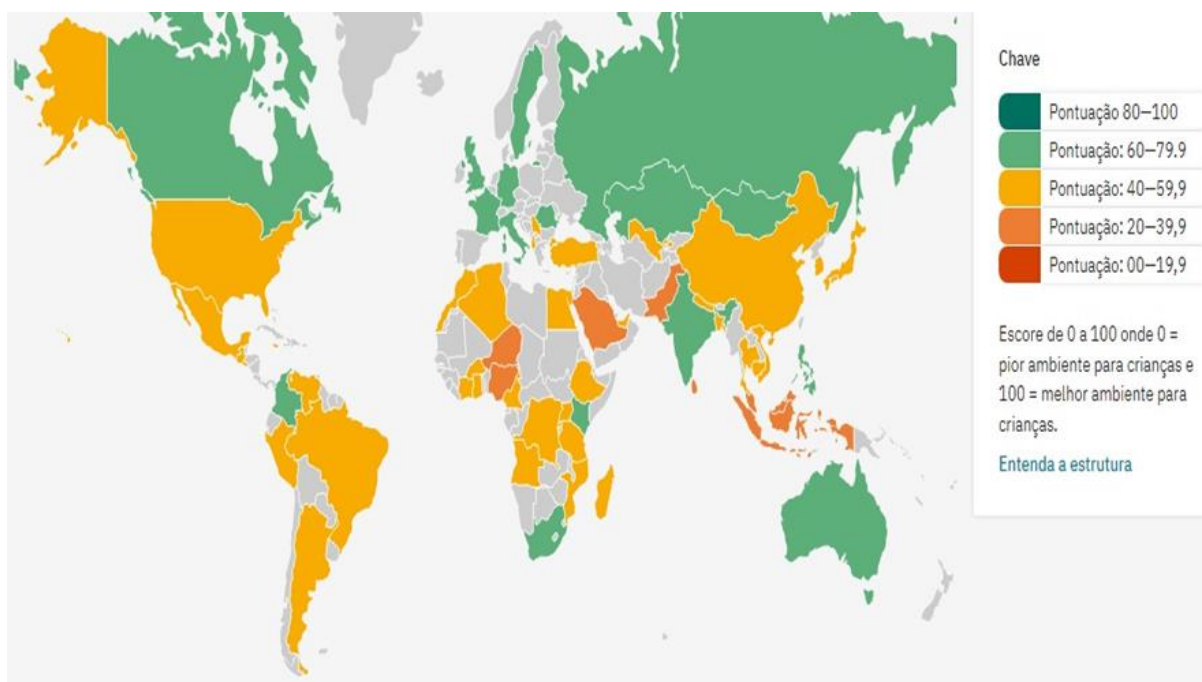 Chave
Pontuação 80—100
Pontuação: 60—79.9
Pontuação: 40—59,9
Pontuação: 20—39,9
Pontuação: 00—19,9
Escore de 0 a 100 onde 0 =
pior ambiente para crianças e
100 = melhor ambiente para
crianças.
Entenda a estrutura